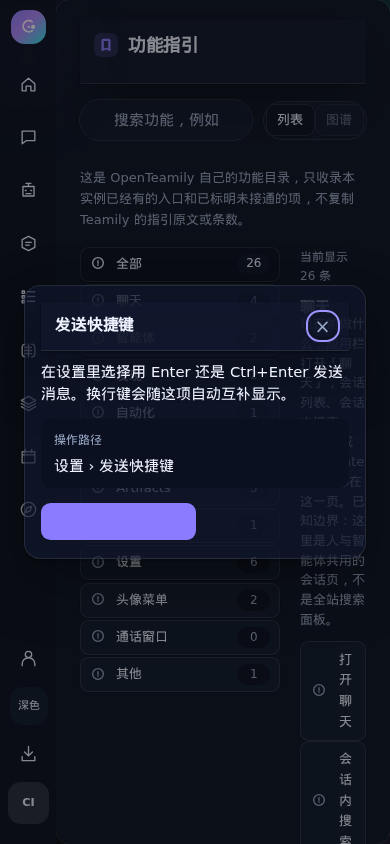 功能指引
搜索功能，例如
列表
图谱
这是 OpenTeamily 自己的功能目录，只收录本
实例已经有的入口和已标明未接通的项，不复制
Teamily 的指引原文或条数。
全部
26
当前显示
26 条
聊天
4
发送快捷键
在设置里选择用 Enter 还是 Ctrl+Enter 发送
消息。换行键会随这项自动互补显示。
自动化
1
操作路径
设置 › 发送快捷键
Artifacts
1
这一页。已
知边界：这
里是人与智
能体共用的
会话页，不
是全站搜索
面板。
设置
6
头像菜单
2
通话窗口
0
其他
1
打
开
聊
天
会
话
内
搜
索
深色
CI